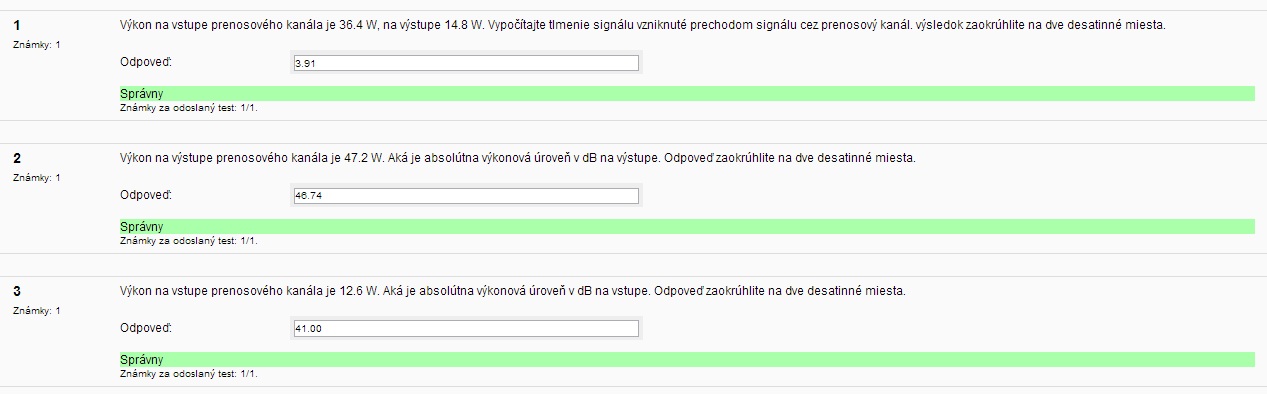 1 Výkon na vstupe prenosového kanála je 36.4 W, na výstupe 14.8 W. Vypočítajte tlmenie signálu vzniknuté prechodom signálu cez prenosový kanál. výsledok zaokrúhlite na dve desatinné miesta.
Známky: 1
Odpoveď: 3.91
Správny
Známky za odoslaný test: 1/1.
2 Výkon na výstupe prenosového kanála je 47.2 W. Aká je absolútna výkonová úroveň v dB na výstupe. Odpoveď zaokrúhlite na dve desatinné miesta.
Známky: 1
Odpoveď: 46.74
Správny
Známky za odoslaný test: 1/1.
3 Výkon na vstupe prenosového kanála je 12.6 W. Aká je absolútna výkonová úroveň v dB na vstupe. Odpoveď zaokrúhlite na dve desatinné miesta.
Známky: 1
Odpoveď: 41.00
Správny
Známky za odoslaný test: 1/1.